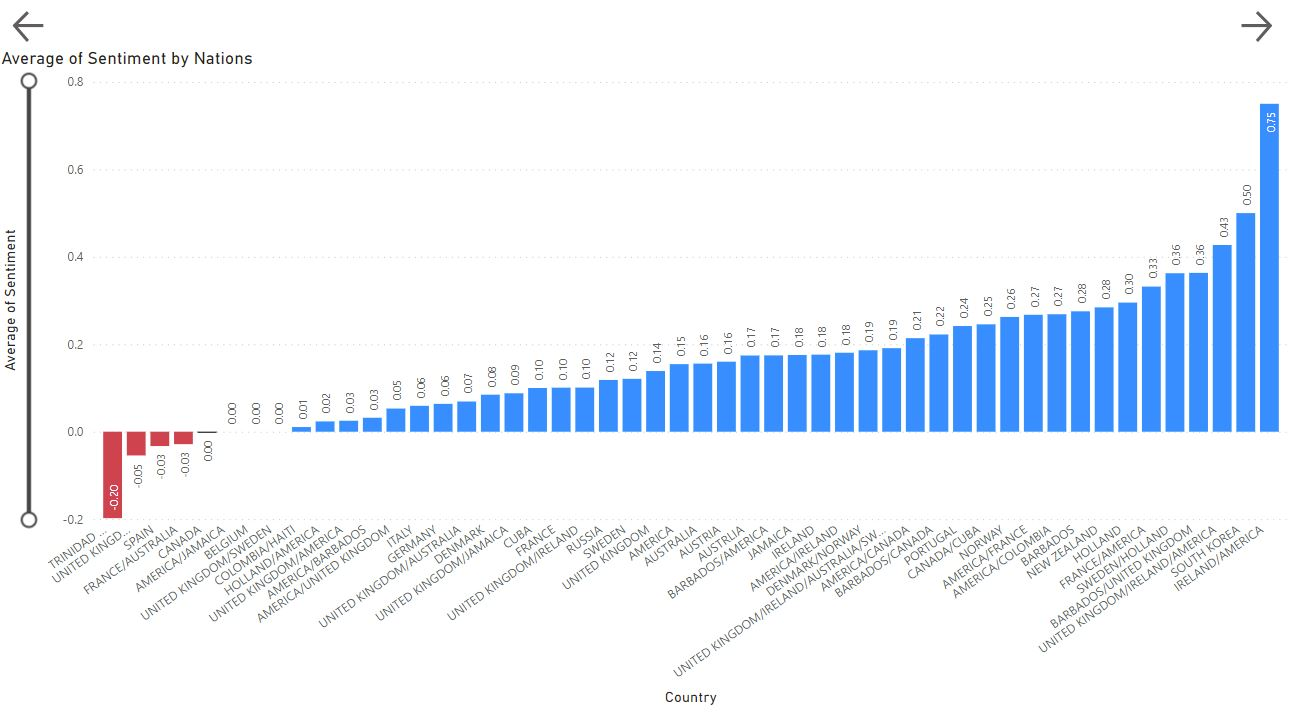 Average of Sentiment by Nations
Average of Sentiment
0.8
0.6
0.4
0.2
0.0
-0.2
-0.20
-0.05
-0.03
-0.03
0.00
0.00
0.00
0.00
0.01
0.02
0.03
0.03
0.05
0.06
0.06
0.07
0.08
0.09
0.10
0.10
0.10
0.12
0.12
0.14
0.15
0.16
0.16
0.17
0.17
0.18
0.18
0.18
0.19
0.19
0.21
0.22
0.24
0.25
0.26
0.27
0.27
0.28
0.28
0.30
0.33
0.36
0.36
0.43
0.50
0.75
TRINIDAD ...
UNITED KINGD...
SPAIN
FRANCE/AUSTRALIA
CANADA
AMERICA/JAMAICA
BELGIUM
UNITED KINGDOM/SWEDEN
COLOMBIA/HAITI
HOLLAND/AMERICA
UNITED KINGDOM/AMERICA
AMERICA/BARBADOS
AMERICA/UNITED KINGDOM
ITALY
GERMANY
UNITED KINGDOM/AUSTRALIA
DENMARK
UNITED KINGDOM/JAMAICA
CUBA
FRANCE
UNITED KINGDOM/IRELAND
RUSSIA
SWEDEN
UNITED KINGDOM
AMERICA
AUSTRALIA
AUSTRIA
AUSTRLIA
BARBADOS/AMERICA
JAMAICA
IRELAND
AMERICA/IRELAND
DENMARK/NORWAY
UNITED KINGDOM/IRELAND/AUSTRALIA/SW...
AMERICA/CANADA
BARBADOS/CANADA
PORTUGAL
CANADA/CUBA
NORWAY
AMERICA/FRANCE
AMERICA/COLOMBIA
BARBADOS
NEW ZEALAND
HOLLAND
FRANCE/AMERICA
SWEDEN/HOLLAND
BARBADOS/UNITED KINGDOM
UNITED KINGDOM/IRELAND/AMERICA
SOUTH KOREA
IRELAND/AMERICA
Country